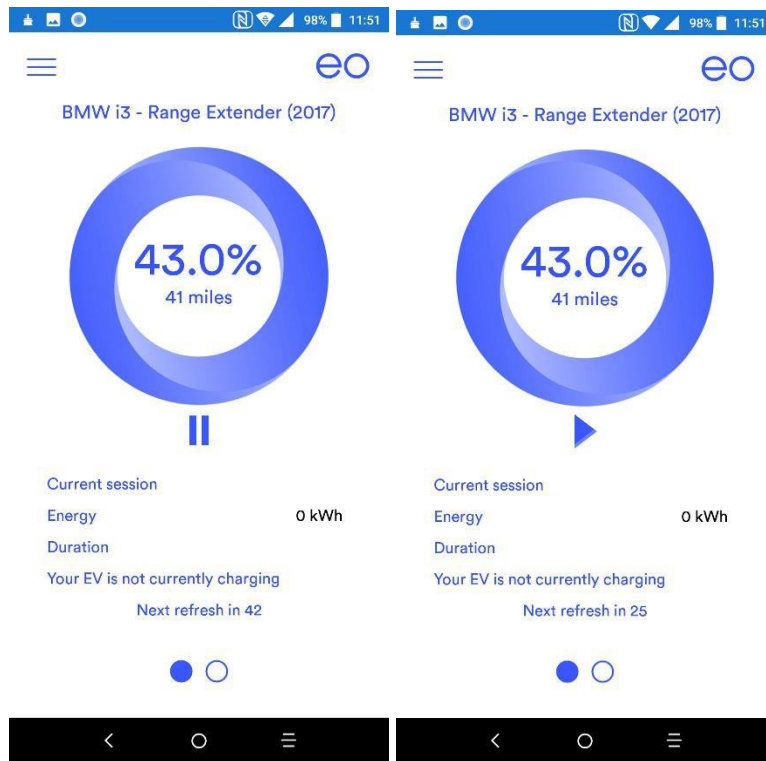 98% 11:51
eo
BMW i3 - Range Extender (2017)
43.0%
41 miles
Current session
Energy 0 kWh
Duration
Your EV is not currently charging
Next refresh in 42
98% 11:51
eo
BMW i3 - Range Extender (2017)
43.0%
41 miles
Current session
Energy 0 kWh
Duration
Your EV is not currently charging
Next refresh in 25